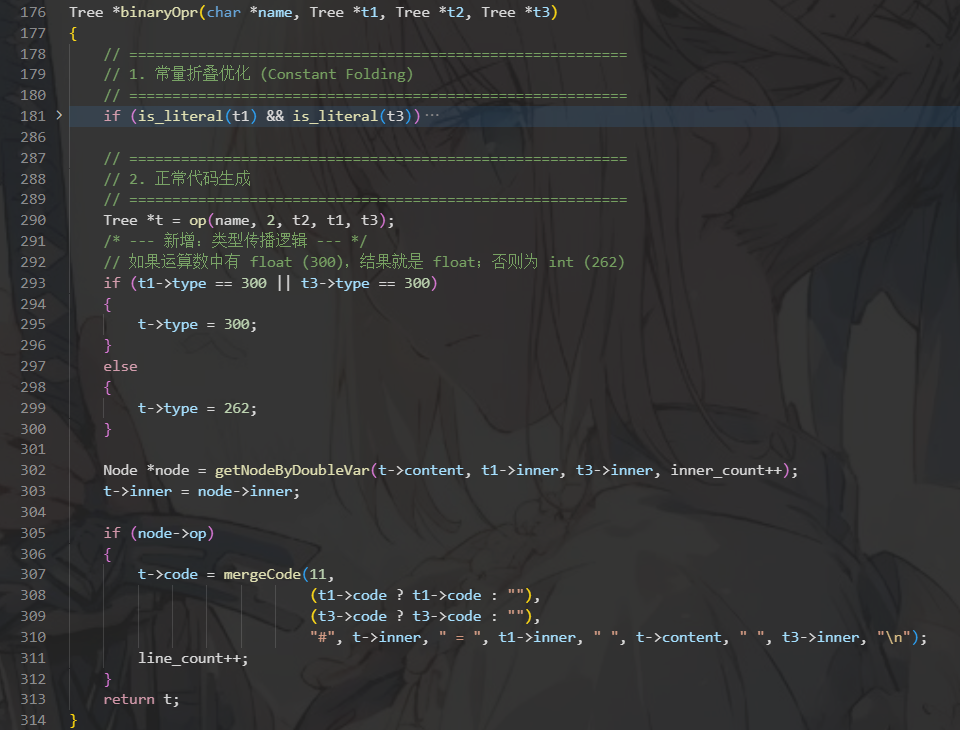 176 Tree *binaryOpr(char *name, Tree *t1, Tree *t2, Tree *t3)
177 {
178     // ==========================================================
179     // 1. 常量折叠优化 (Constant Folding)
180     // ==========================================================
181 >   if (is_literal(t1) && is_literal(t3))···
286
287     // ==========================================================
288     // 2. 正常代码生成
289     // ==========================================================
290     Tree *t = op(name, 2, t2, t1, t3);
291     /* --- 新增：类型传播逻辑 --- */
292     // 如果运算数中有 float (300)，结果就是 float；否则为 int (262)
293     if (t1->type == 300 || t3->type == 300)
294     {
295         t->type = 300;
296     }
297     else
298     {
299         t->type = 262;
300     }
301
302     Node *node = getNodeByDoubleVar(t->content, t1->inner, t3->inner, inner_count++);
303     t->inner = node->inner;
304
305     if (node->op)
306     {
307         t->code = mergeCode(11,
308                             (t1->code ? t1->code : ""),
309                             (t3->code ? t3->code : ""),
310                             "#", t->inner, " = ", t1->inner, " ", t->content, " ", t3->inner, "\n");
311         line_count++;
312     }
313     return t;
314 }